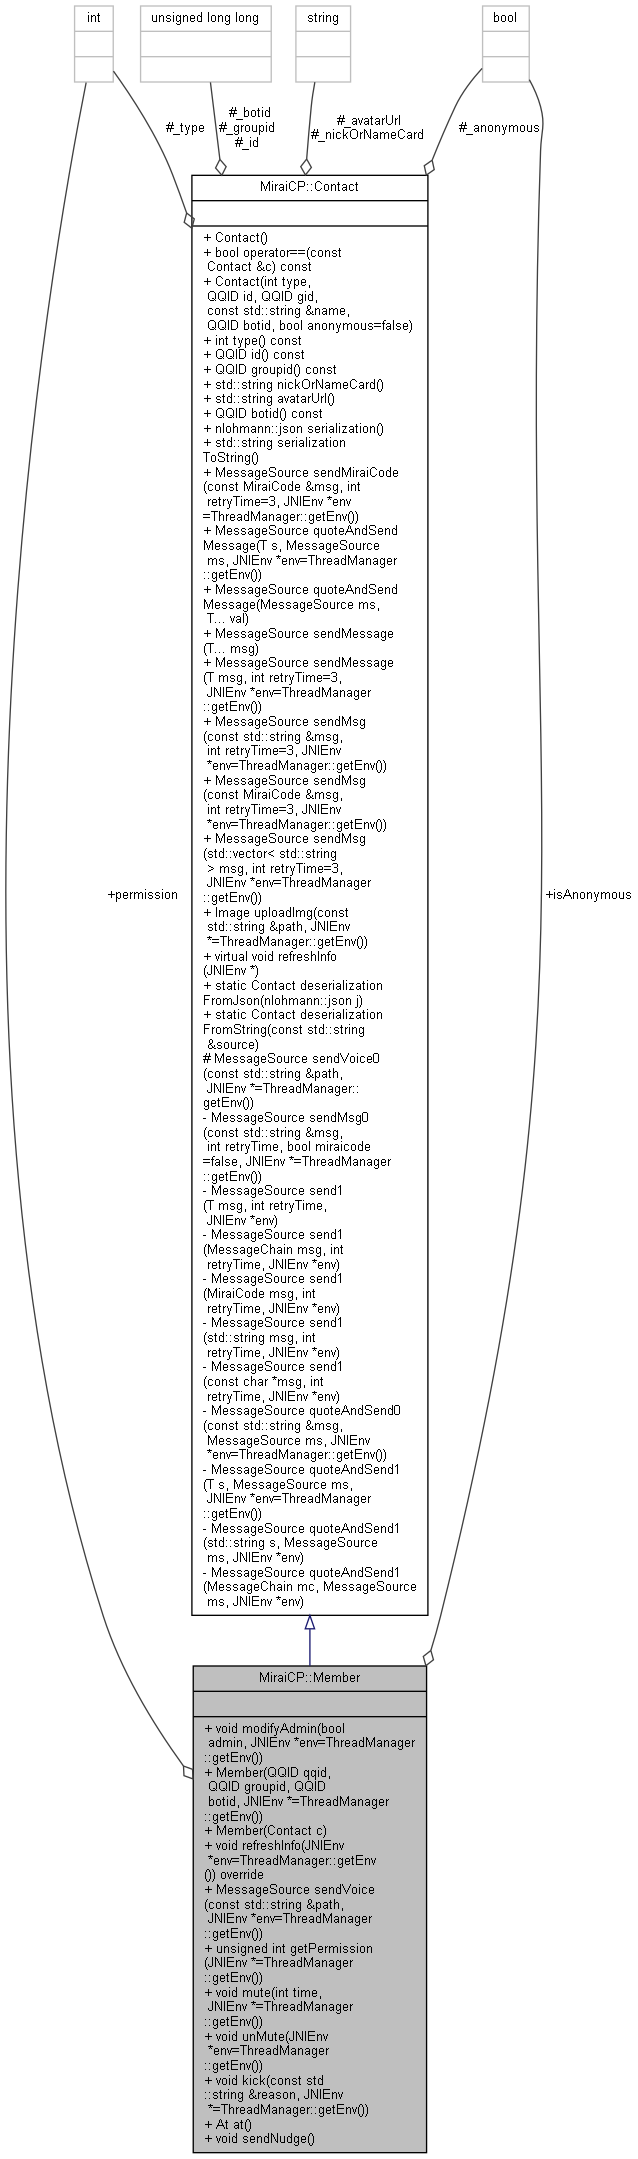 int
unsigned long long
string
bool
#_type
#_botid
#_groupid
#_id
#_avatarUrl
#_nickOrNameCard
#_anonymous
MiraiCP::Contact
+ Contact()
+ bool operator==(const
Contact &c) const
+ Contact(int type,
QQID id, QQID gid,
const std::string &name,
QQID botid, bool anonymous=false)
+ int type() const
+ QQID id() const
+ QQID groupid() const
+ std::string nickOrNameCard()
+ std::string avatarUrl()
+ QQID botid() const
+ nlohmann::json serialization()
+ std::string serialization
ToString()
+ MessageSource sendMiraiCode
(const MiraiCode &msg, int
retryTime=3, JNIEnv *env
=ThreadManager::getEnv())
+ MessageSource quoteAndSend
Message(T s, MessageSource
ms, JNIEnv *env=ThreadManager
::getEnv())
+ MessageSource quoteAndSend
Message(MessageSource ms,
T... val)
+ MessageSource sendMessage
(T... msg)
+ MessageSource sendMessage
(T msg, int retryTime=3,
JNIEnv *env=ThreadManager
::getEnv())
+ MessageSource sendMsg
(const std::string &msg,
int retryTime=3, JNIEnv
*env=ThreadManager::getEnv())
+ MessageSource sendMsg
(const MiraiCode &msg,
int retryTime=3, JNIEnv
*env=ThreadManager::getEnv())
+ MessageSource sendMsg
(std::vector< std::string
> msg, int retryTime=3,
JNIEnv *env=ThreadManager
::getEnv())
+ Image uploadImg(const
std::string &path, JNIEnv
*=ThreadManager::getEnv())
+ virtual void refreshInfo
(JNIEnv *)
+ static Contact deserialization
FromJson(nlohmann::json j)
+ static Contact deserialization
FromString(const std::string
&source)
# MessageSource sendVoice0
(const std::string &path,
JNIEnv *=ThreadManager::
getEnv())
- MessageSource sendMsg0
(const std::string &msg,
int retryTime, bool miraicode
=false, JNIEnv *=ThreadManager
::getEnv())
- MessageSource send1
(T msg, int retryTime,
JNIEnv *env)
- MessageSource send1
(MessageChain msg, int
retryTime, JNIEnv *env)
- MessageSource send1
(MiraiCode msg, int
retryTime, JNIEnv *env)
- MessageSource send1
(std::string msg, int
retryTime, JNIEnv *env)
- MessageSource send1
(const char *msg, int
retryTime, JNIEnv *env)
- MessageSource quoteAndSend0
(const std::string &msg,
MessageSource ms, JNIEnv
*env=ThreadManager::getEnv())
- MessageSource quoteAndSend1
(T s, MessageSource ms,
JNIEnv *env=ThreadManager
::getEnv())
- MessageSource quoteAndSend1
(std::string s, MessageSource
ms, JNIEnv *env)
- MessageSource quoteAndSend1
(MessageChain mc, MessageSource
ms, JNIEnv *env)
+permission
+isAnonymous
MiraiCP::Member
+ void modifyAdmin(bool
admin, JNIEnv *env=ThreadManager
::getEnv())
+ Member(QQID qqid,
QQID groupid, QQID
botid, JNIEnv *=ThreadManager
::getEnv())
+ Member(Contact c)
+ void refreshInfo(JNIEnv
*env=ThreadManager::getEnv
()) override
+ MessageSource sendVoice
(const std::string &path,
JNIEnv *env=ThreadManager
::getEnv())
+ unsigned int getPermission
(JNIEnv *=ThreadManager
::getEnv())
+ void mute(int time,
JNIEnv *=ThreadManager
::getEnv())
+ void unMute(JNIEnv
*env=ThreadManager
::getEnv())
+ void kick(const std
::string &reason, JNIEnv
*=ThreadManager::getEnv())
+ At at()
+ void sendNudge()